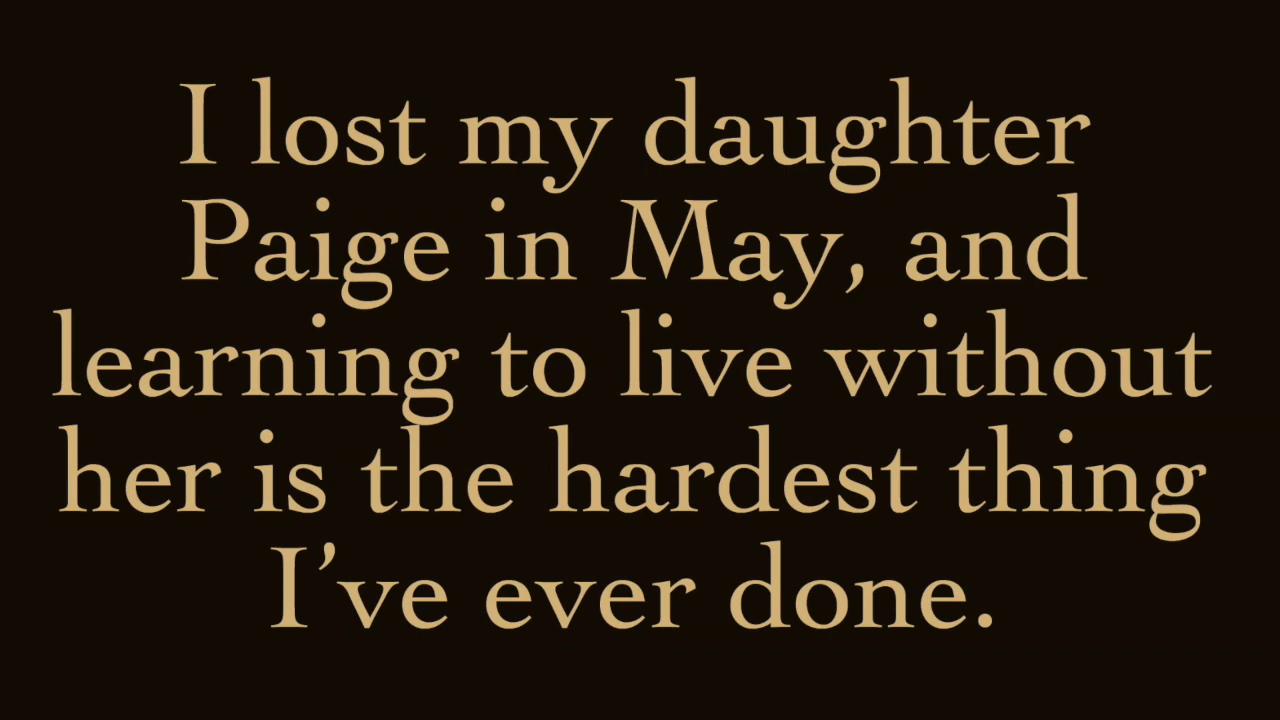 I lost my daughter
Paige in May, and
learning to live without
her is the hardest thing
I’ve ever done.